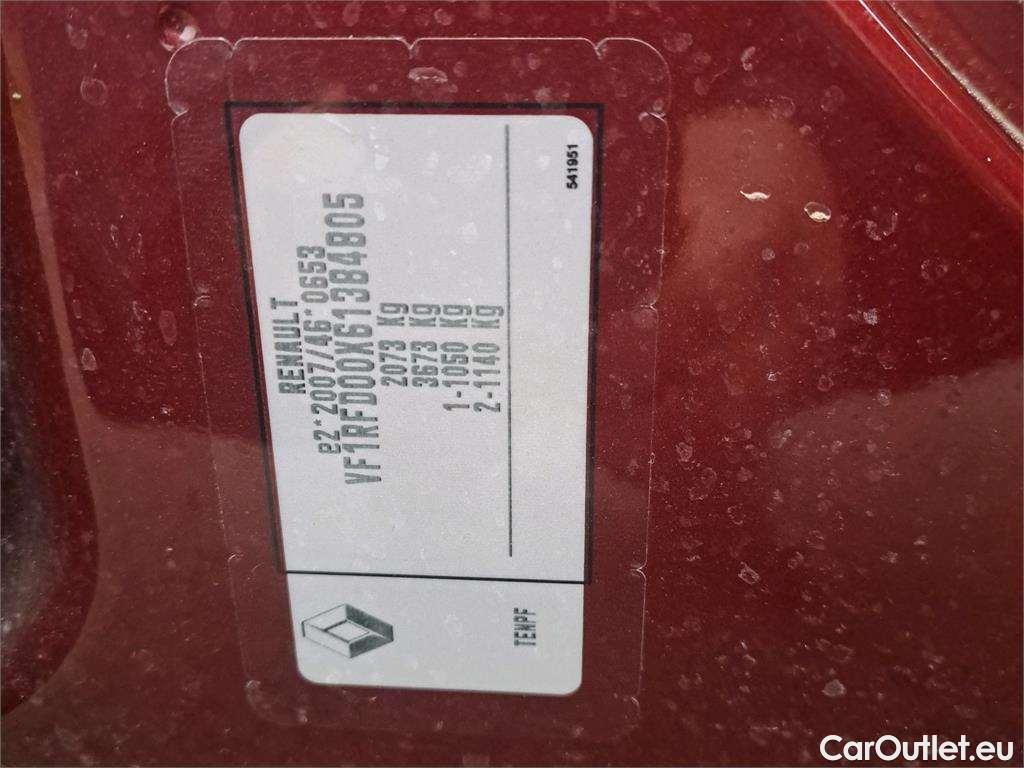 RENAULT
e2*2007/46*0653
VF1RFD00X61384805
2073 Kg
3673 Kg
1-1050 Kg
2-1140 Kg
541951
TEMPF
CarOutlet.eu